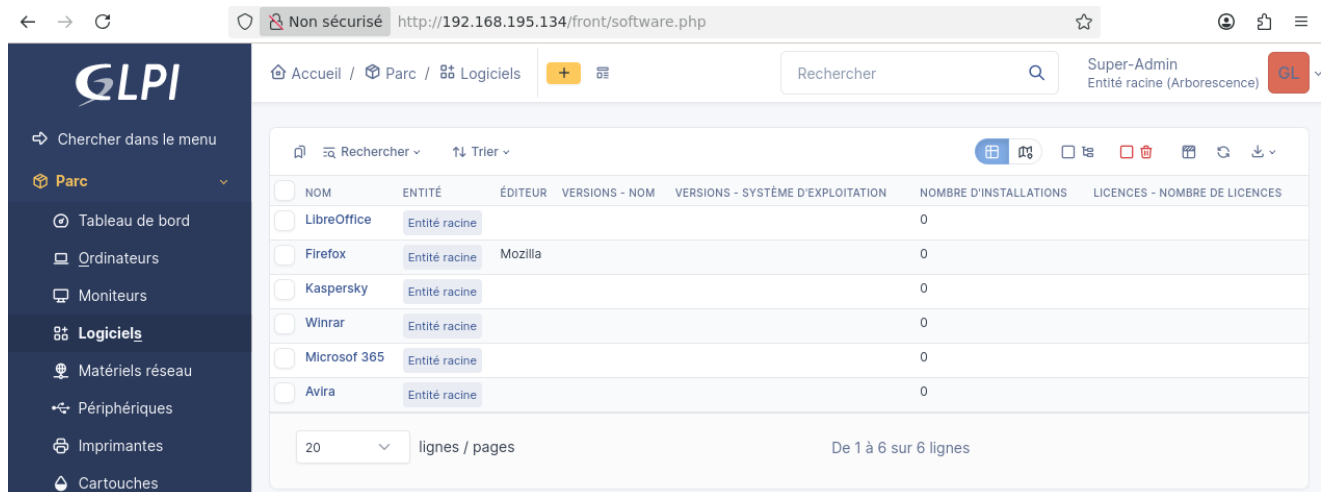 Non sécurisé http://192.168.195.134/front/software.php
GLPI
Accueil / Parc / Logiciels
+
Rechercher
Super-Admin
Entité racine (Arborescence)
GL
Chercher dans le menu
Parc
Tableau de bord
Ordinateurs
Moniteurs
Logiciels
Matériels réseau
Périphériques
Imprimantes
Cartouches
Rechercher Trier
NOM ENTITÉ ÉDITEUR VERSIONS - NOM VERSIONS - SYSTÈME D'EXPLOITATION NOMBRE D'INSTALLATIONS LICENCES - NOMBRE DE LICENCES
LibreOffice Entité racine 0
Firefox Entité racine Mozilla 0
Kaspersky Entité racine 0
Winrar Entité racine 0
Microsof 365 Entité racine 0
Avira Entité racine 0
20 lignes / pages De 1 à 6 sur 6 lignes